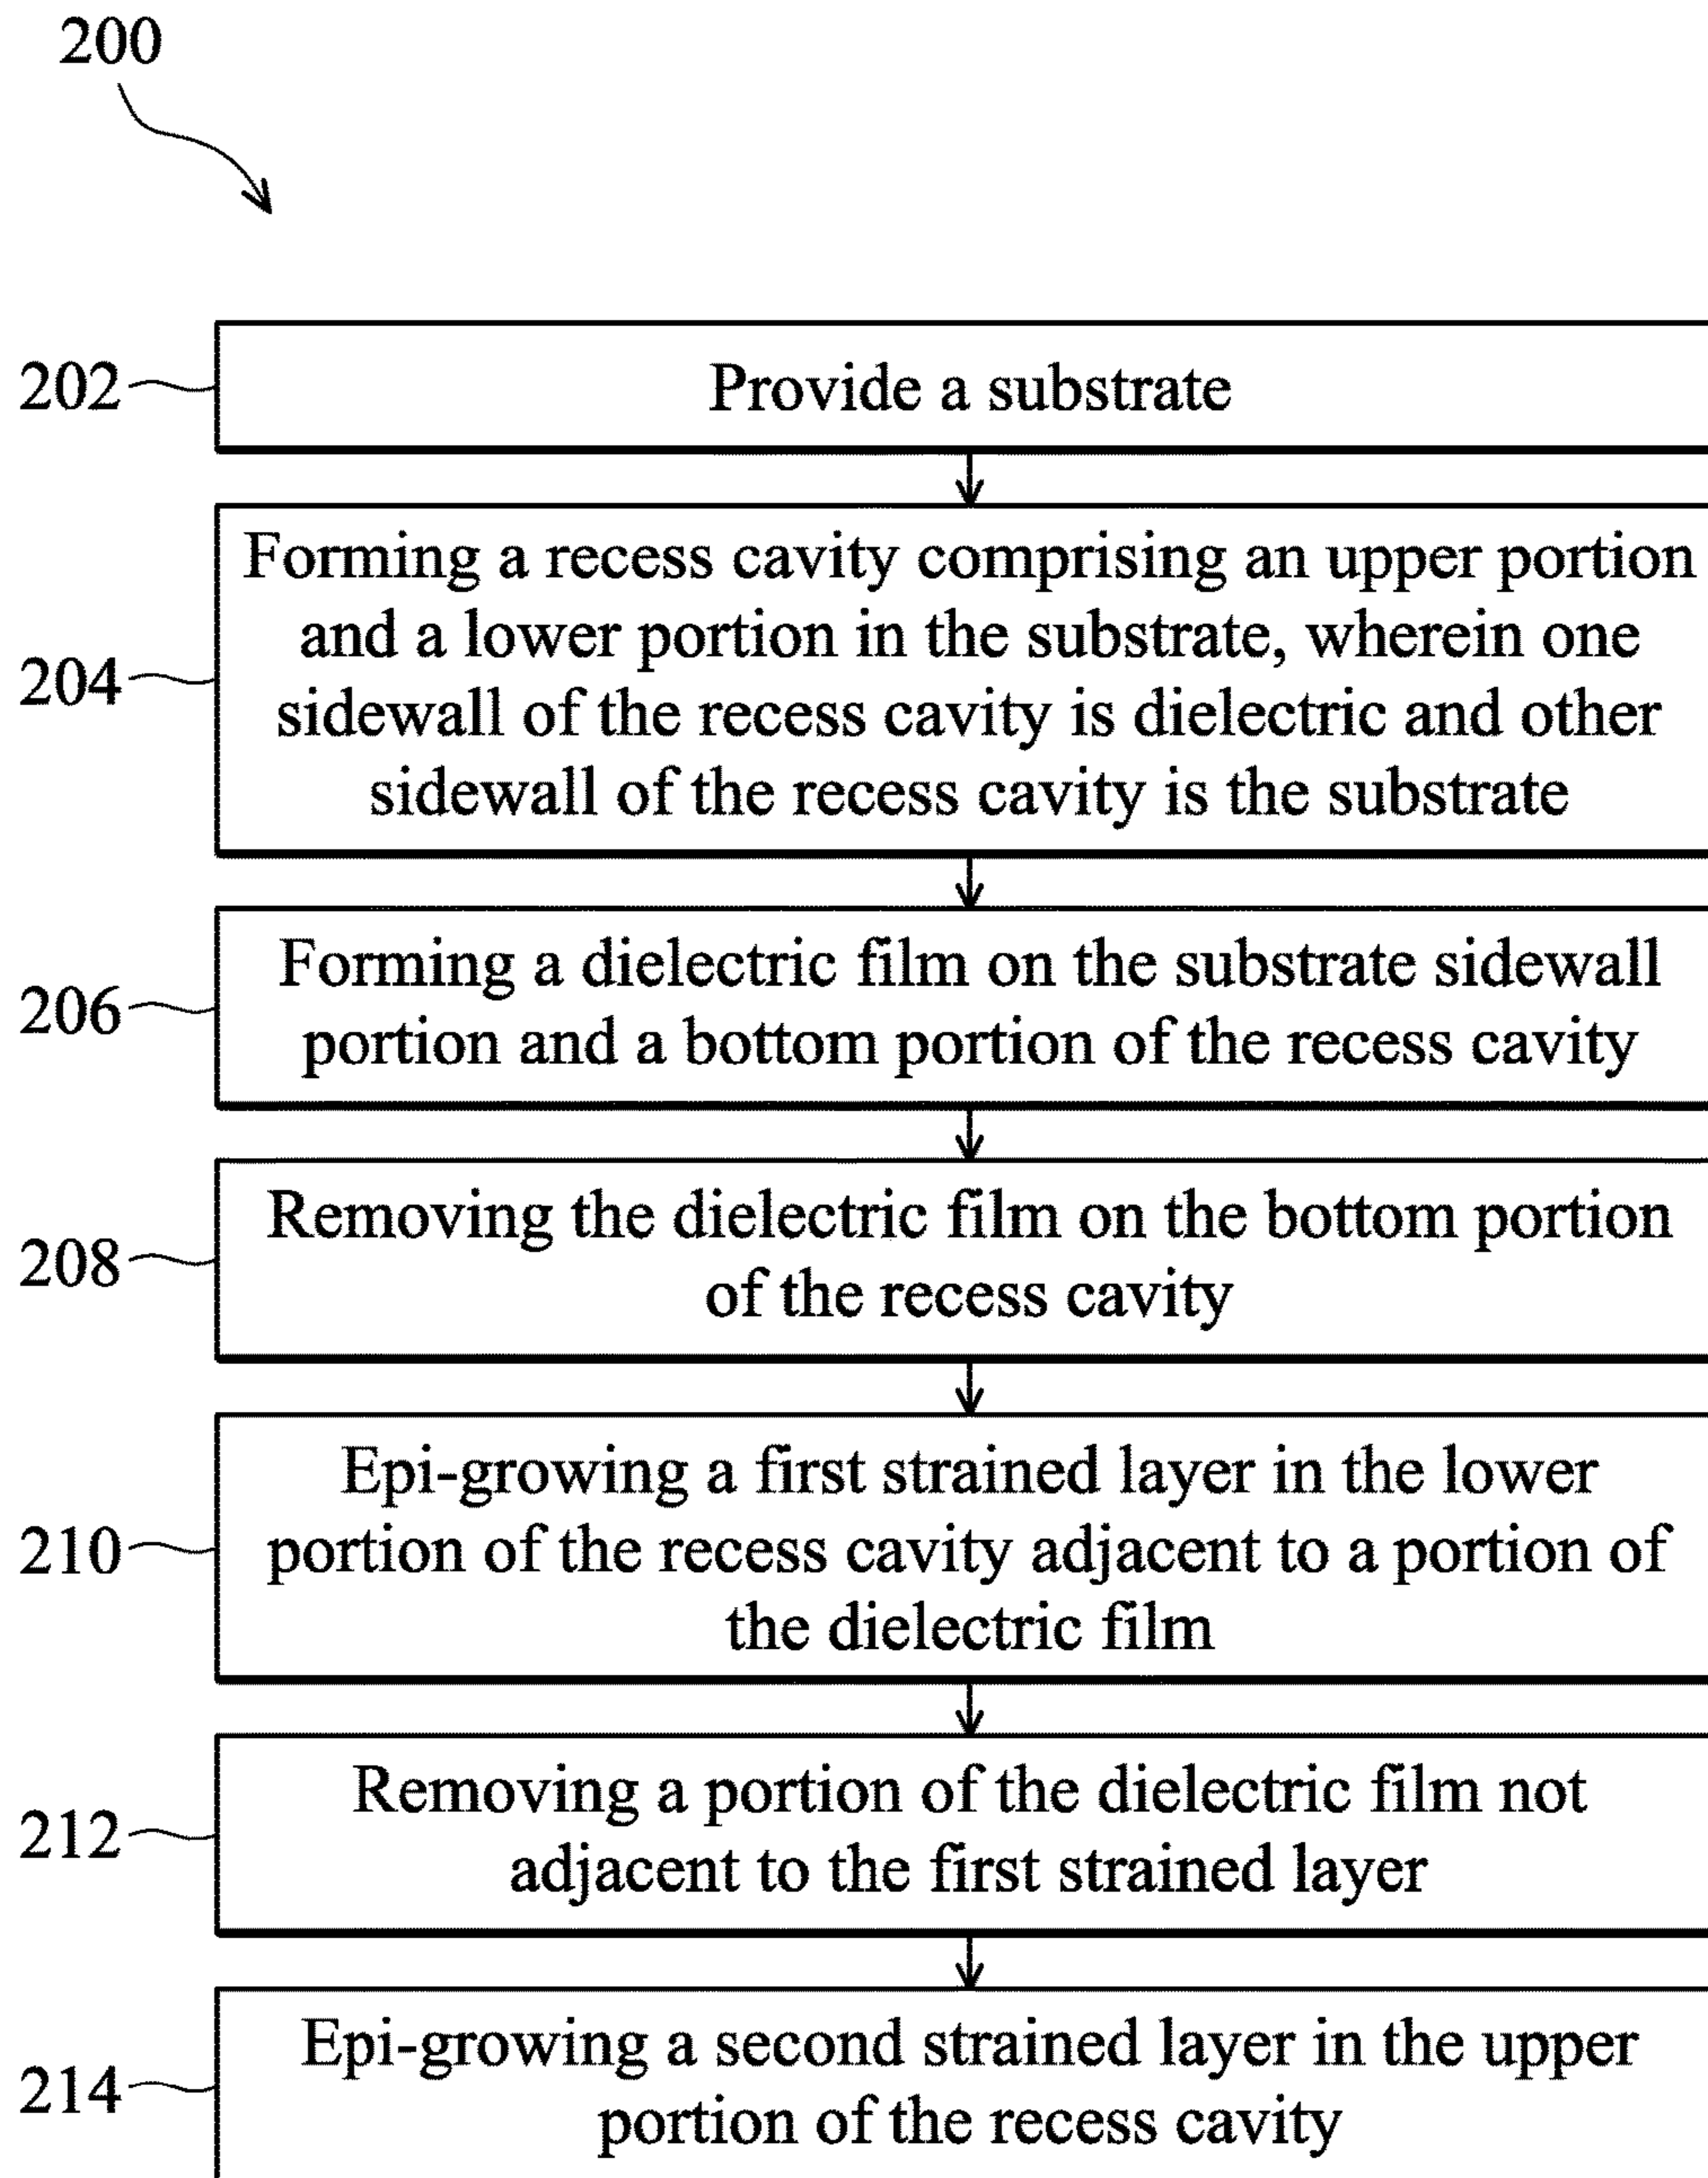 200
202
Provide a substrate
204
Forming a recess cavity comprising an upper portion
and a lower portion in the substrate, wherein one
sidewall of the recess cavity is dielectric and other
sidewall of the recess cavity is the substrate
206
Forming a dielectric film on the substrate sidewall
portion and a bottom portion of the recess cavity
208
Removing the dielectric film on the bottom portion
of the recess cavity
210
Epi-growing a first strained layer in the lower
portion of the recess cavity adjacent to a portion of
the dielectric film
212
Removing a portion of the dielectric film not
adjacent to the first strained layer
214
Epi-growing a second strained layer in the upper
portion of the recess cavity